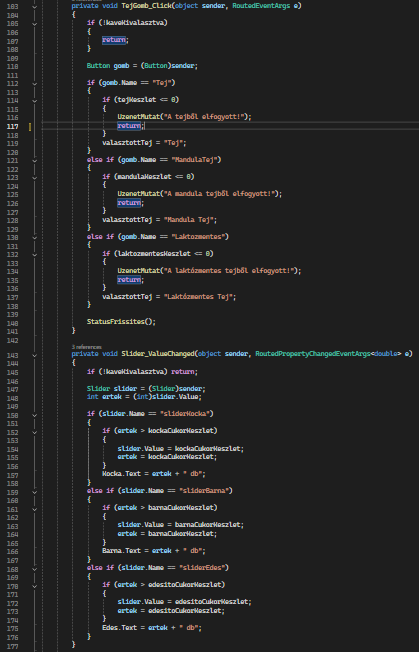 103 private void TejGomb_Click(object sender, RoutedEventArgs e)
104 {
105 if (!kaveKivalasztva)
106 {
107 return;
108 }
109
110 Button gomb = (Button)sender;
111
112 if (gomb.Name == "Tej")
113 {
114 if (tejKeszlet <= 0)
115 {
116 UzenetMutat("A tejből elfogyott!");
117 return;
118 }
119 valasztottTej = "Tej";
120 }
121 else if (gomb.Name == "MandulaTej")
122 {
123 if (mandulaKeszlet <= 0)
124 {
125 UzenetMutat("A mandula tejből elfogyott!");
126 return;
127 }
128 valasztottTej = "Mandula Tej";
129 }
130 else if (gomb.Name == "Laktozmentes")
131 {
132 if (laktozmentesKeszlet <= 0)
133 {
134 UzenetMutat("A laktózmentes tejből elfogyott!");
135 return;
136 }
137 valasztottTej = "Laktózmentes Tej";
138 }
139
140 StatusFrissites();
141 }
142
3 references
143 private void Slider_ValueChanged(object sender, RoutedPropertyChangedEventArgs<double> e)
144 {
145 if (!kaveKivalasztva) return;
146
147 Slider slider = (Slider)sender;
148 int ertek = (int)slider.Value;
149
150 if (slider.Name == "sliderKocka")
151 {
152 if (ertek > kockaCukorKeszlet)
153 {
154 slider.Value = kockaCukorKeszlet;
155 ertek = kockaCukorKeszlet;
156 }
157 Kocka.Text = ertek + " db";
158 }
159 else if (slider.Name == "sliderBarna")
160 {
161 if (ertek > barnaCukorKeszlet)
162 {
163 slider.Value = barnaCukorKeszlet;
164 ertek = barnaCukorKeszlet;
165 }
166 Barna.Text = ertek + " db";
167 }
168 else if (slider.Name == "sliderEdes")
169 {
170 if (ertek > edesitoCukorKeszlet)
171 {
172 slider.Value = edesitoCukorKeszlet;
173 ertek = edesitoCukorKeszlet;
174 }
175 Edes.Text = ertek + " db";
176 }
177 }